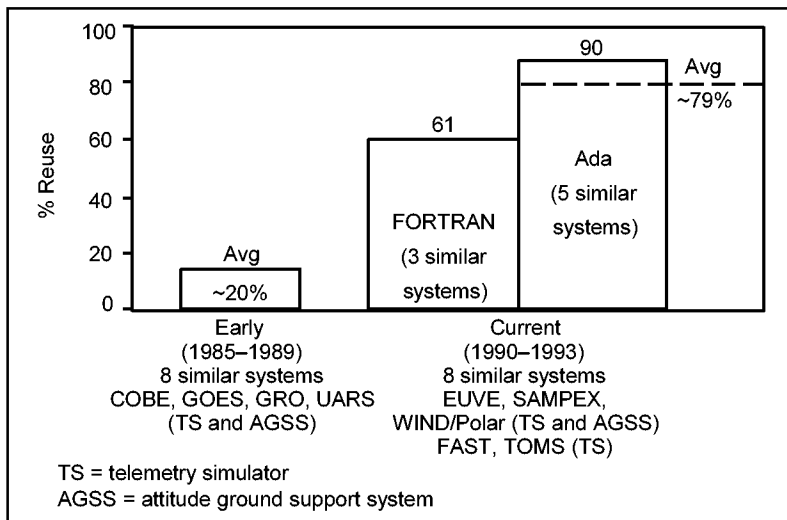 % Reuse
100
80
60
40
20
0
Avg
~20%
61
FORTRAN
(3 similar
systems)
90
Ada
(5 similar
systems)
Avg
~79%
Early
(1985–1989)
8 similar systems
COBE, GOES, GRO, UARS
(TS and AGSS)
Current
(1990–1993)
8 similar systems
EUVE, SAMPEX,
WIND/Polar (TS and AGSS)
FAST, TOMS (TS)
TS = telemetry simulator
AGSS = attitude ground support system